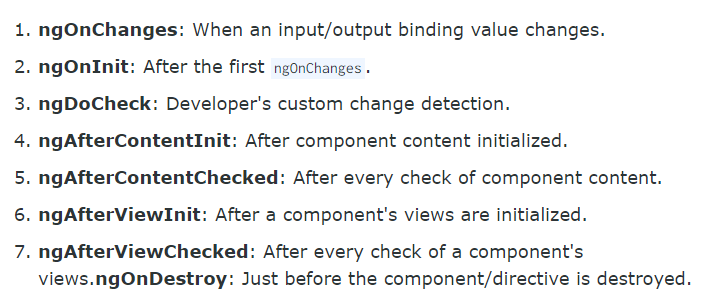 1. ngOnChanges: When an input/output binding value changes.
2. ngOnInit: After the first ngOnChanges.
3. ngDoCheck: Developer's custom change detection.
4. ngAfterContentInit: After component content initialized.
5. ngAfterContentChecked: After every check of component content.
6. ngAfterViewInit: After a component's views are initialized.
7. ngAfterViewChecked: After every check of a component's
views.ngOnDestroy: Just before the component/directive is destroyed.